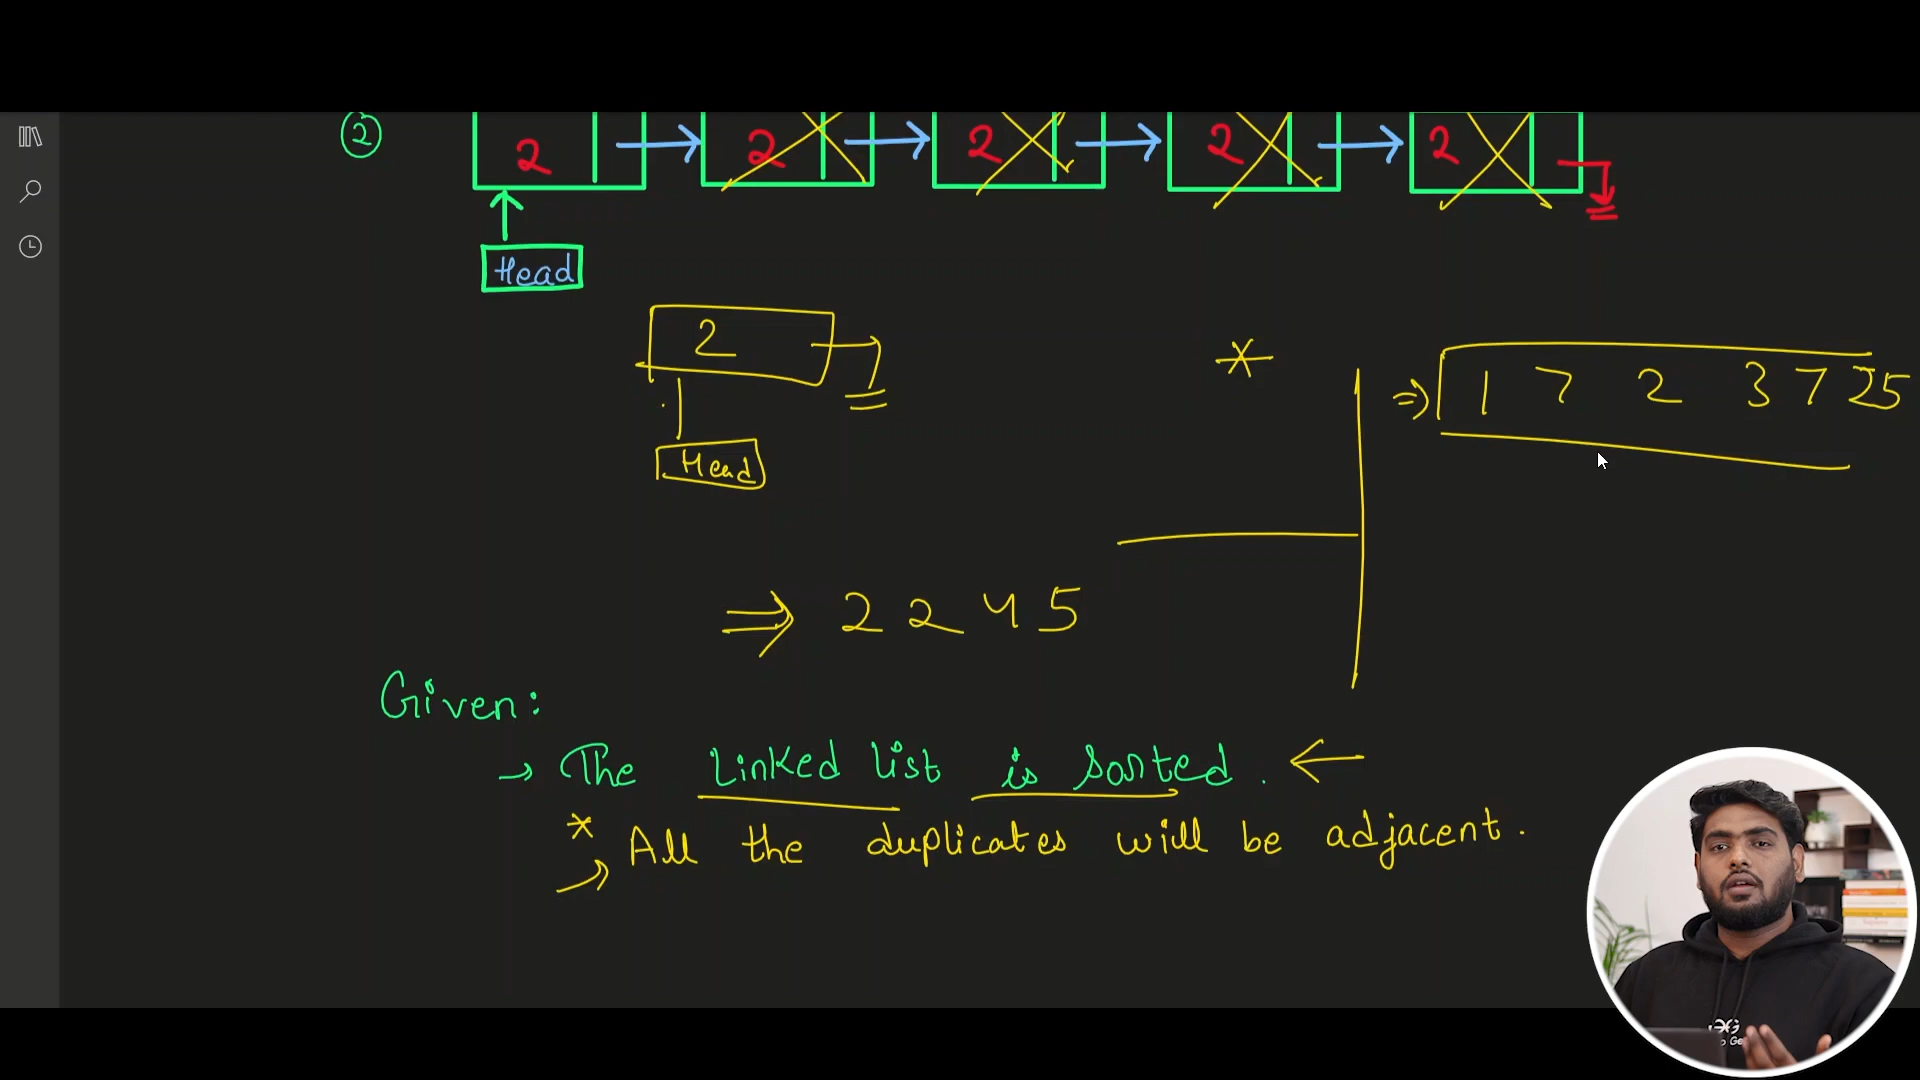 2
2 2 2 2 2
Head
2
1 7 2 3 7 25
Head
2 2 4 5
Given:
The Linked List is Sorted.
* All the duplicates will be adjacent.